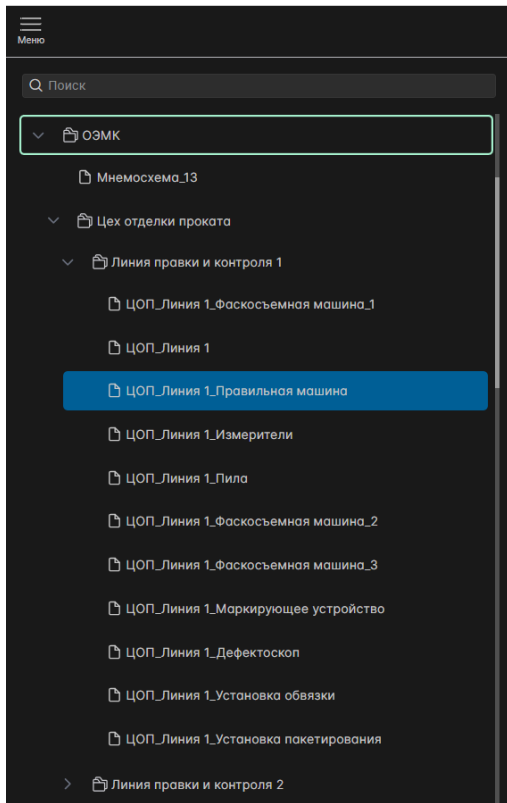 Меню
Поиск
ОЭМК
Мнемосхема_13
Цех отделки проката
Линия правки и контроля 1
ЦОП_Линия 1_Фаскосъемная машина_1
ЦОП_Линия 1
ЦОП_Линия 1_Правильная машина
ЦОП_Линия 1_Измерители
ЦОП_Линия 1_Пила
ЦОП_Линия 1_Фаскосъемная машина_2
ЦОП_Линия 1_Фаскосъемная машина_3
ЦОП_Линия 1_Маркирующее устройство
ЦОП_Линия 1_Дефектоскоп
ЦОП_Линия 1_Установка обвязки
ЦОП_Линия 1_Установка пакетирования
Линия правки и контроля 2